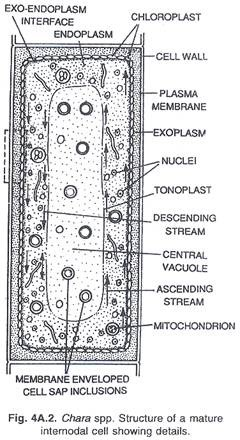 EXO-ENDOPLASM
INTERFACE
ENDOPLASM
CHLOROPLAST
CELL WALL
PLASMA
MEMBRANE
EXOPLASM
NUCLEI
TONOPLAST
DESCENDING
STREAM
CENTRAL
VACUOLE
ASCENDING
STREAM
MITOCHONDRION
MEMBRANE ENVELOPED
CELL SAP INCLUSIONS
Fig. 4A.2. Chara spp. Structure of a mature
internodal cell showing details.